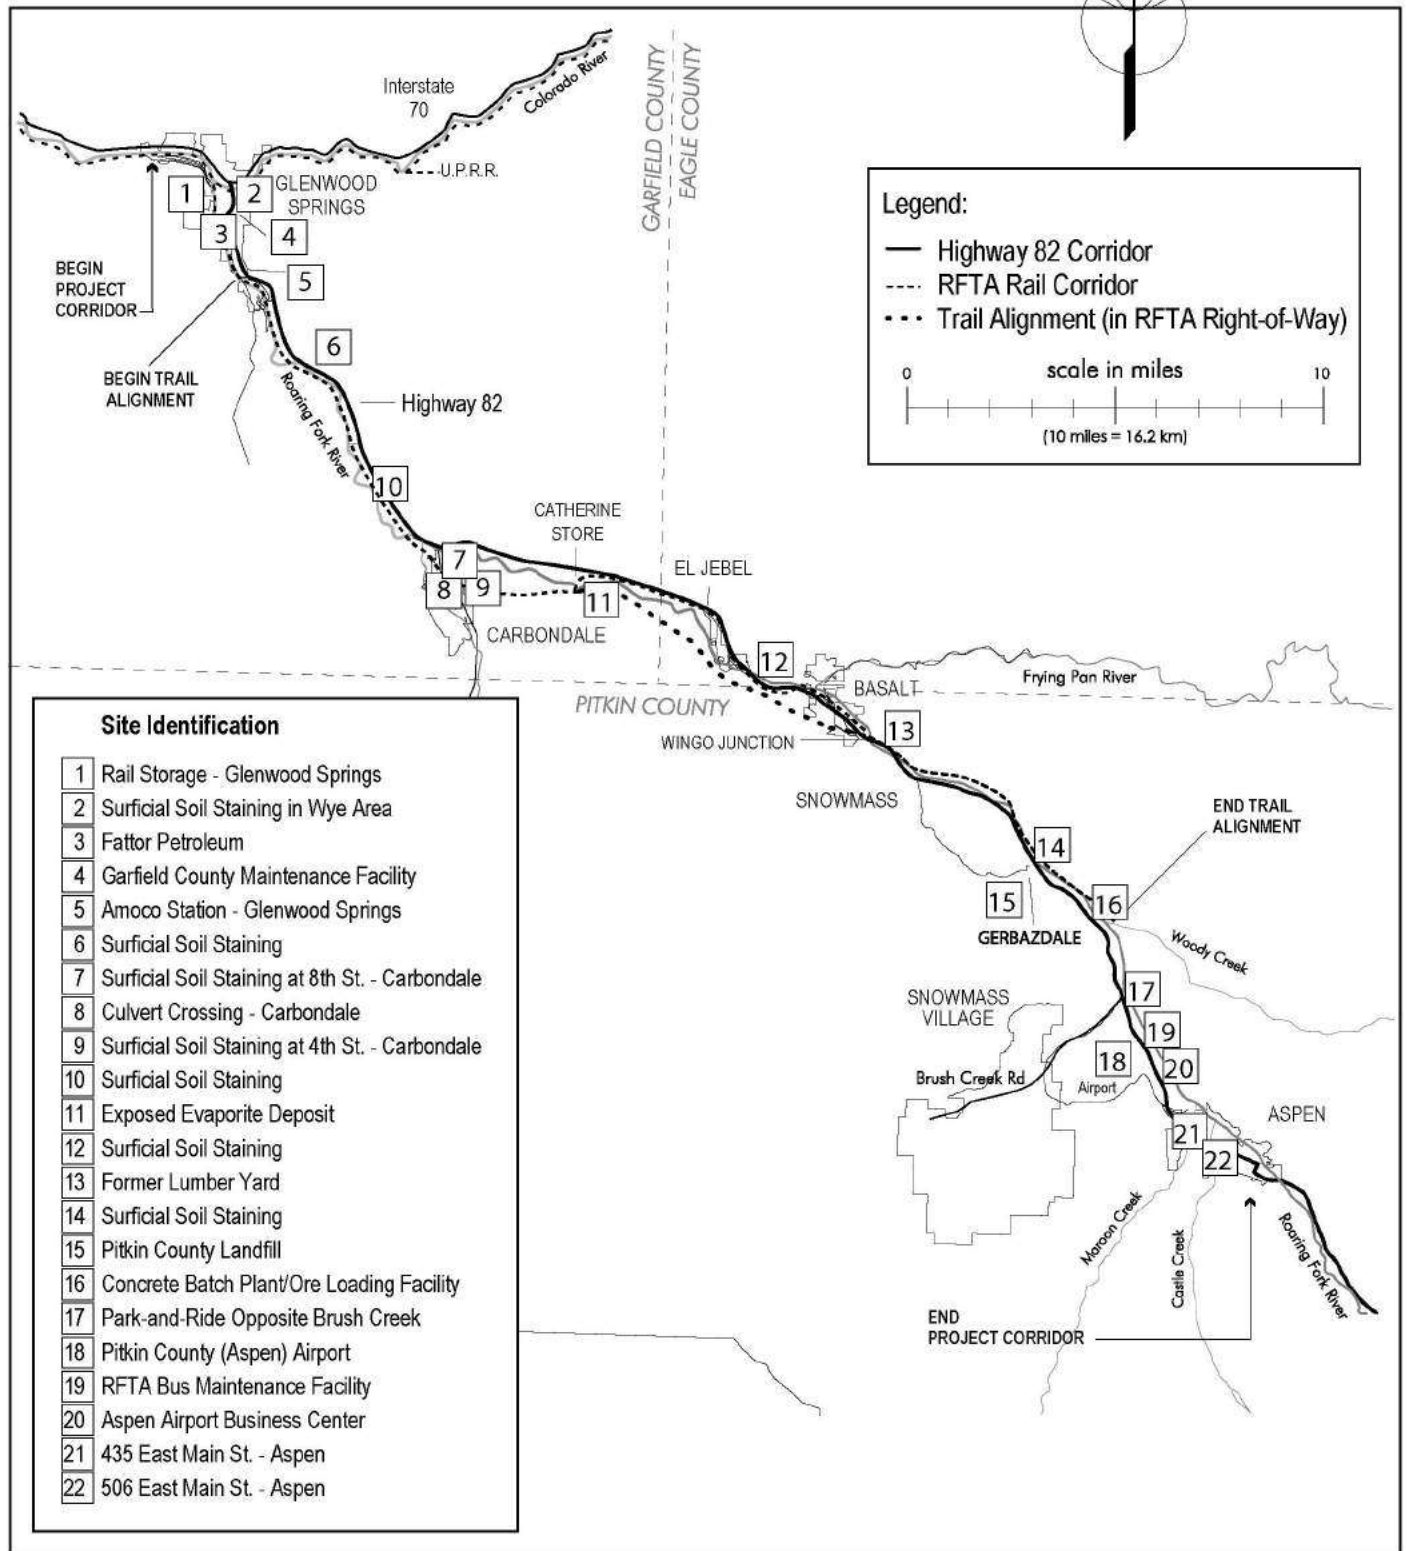 Interstate
70
Colorado River
GARFIELD COUNTY
EAGLE COUNTY
U.P.R.R.
1
2
GLENWOOD
SPRINGS
3
4
5
BEGIN
PROJECT
CORRIDOR
BEGIN TRAIL
ALIGNMENT
6
Roaring Fork River
Highway 82
10
Legend:
Highway 82 Corridor
RFTA Rail Corridor
Trail Alignment (in RFTA Right-of-Way)
0
scale in miles
10
(10 miles = 16.2 km)
CATHERINE
STORE
7
8
9
11
EL JEBEL
CARBONDALE
12
BASALT
Frying Pan River
PITKIN COUNTY
WINGO JUNCTION
13
SNOWMASS
END TRAIL
ALIGNMENT
14
15
16
GERBAZDALE
Woody Creek
SNOWMASS
VILLAGE
17
19
18
20
Brush Creek Rd
Airport
ASPEN
21
22
Maroon Creek
Castle Creek
Roaring Fork River
END
PROJECT CORRIDOR
Site Identification
1 Rail Storage - Glenwood Springs
2 Surficial Soil Staining in Wye Area
3 Fattor Petroleum
4 Garfield County Maintenance Facility
5 Amoco Station - Glenwood Springs
6 Surficial Soil Staining
7 Surficial Soil Staining at 8th St. - Carbondale
8 Culvert Crossing - Carbondale
9 Surficial Soil Staining at 4th St. - Carbondale
10 Surficial Soil Staining
11 Exposed Evaporite Deposit
12 Surficial Soil Staining
13 Former Lumber Yard
14 Surficial Soil Staining
15 Pitkin County Landfill
16 Concrete Batch Plant/Ore Loading Facility
17 Park-and-Ride Opposite Brush Creek
18 Pitkin County (Aspen) Airport
19 RFTA Bus Maintenance Facility
20 Aspen Airport Business Center
21 435 East Main St. - Aspen
22 506 East Main St. - Aspen